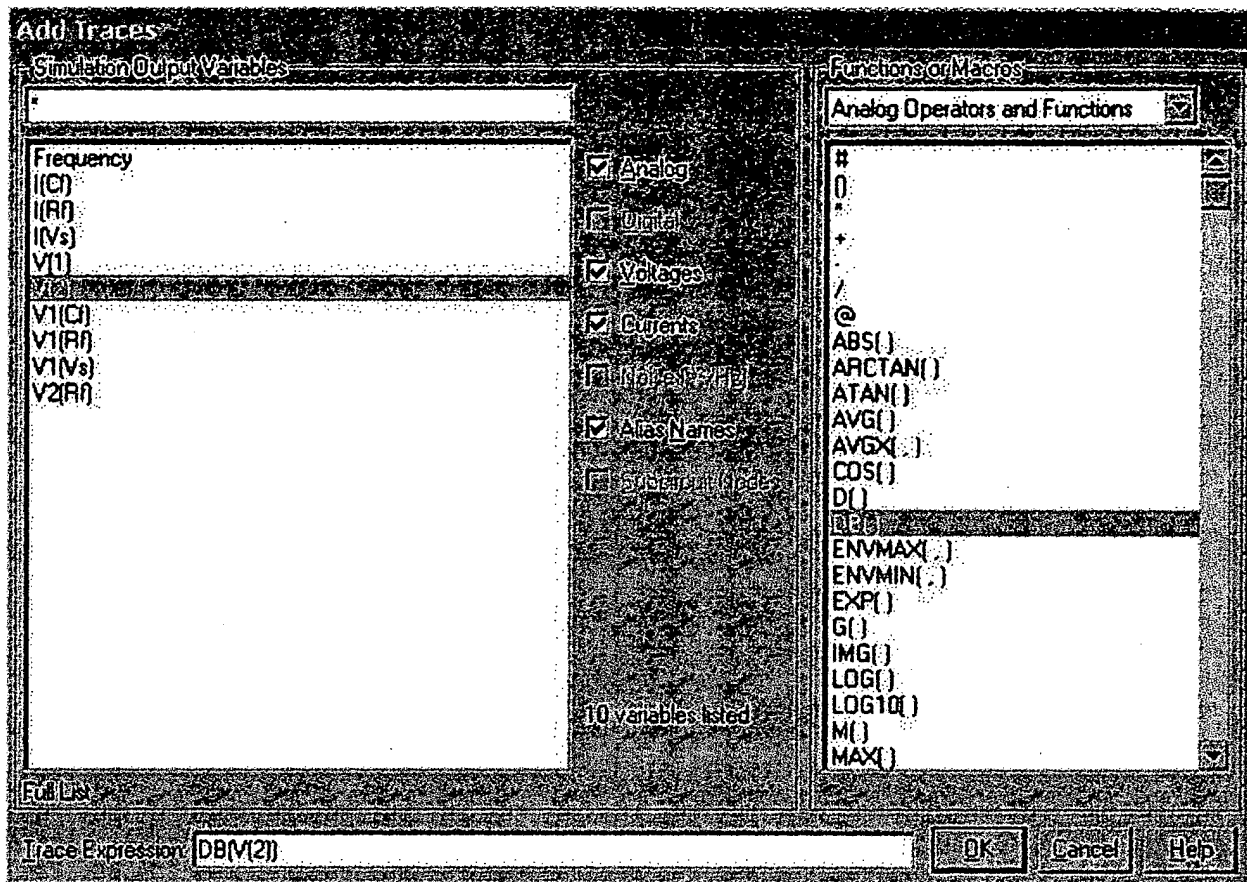 Add Traces
Simulation Output Variables
*
Frequency
I(Cf)
I(Rf)
I(Vs)
V(1)
V1(Cf)
V1(Rf)
V1(Vs)
V2(Rf)
Full List
Analog
Digital
Voltages
Currents
Alias Names
Subcircuit Nodes
10 variables listed
Functions or Macros
Analog Operators and Functions
#
()
*
+
-
/
@
ABS( )
ARCTAN( )
ATAN( )
AVG( )
AVGX( , )
COS( )
D( )
DB( )
ENVMAX( , )
ENVMIN( , )
EXP( )
G( )
IMG( )
LOG( )
LOG10( )
M( )
MAX( )
Trace Expression: DB(V(2))
OK
Cancel
Help